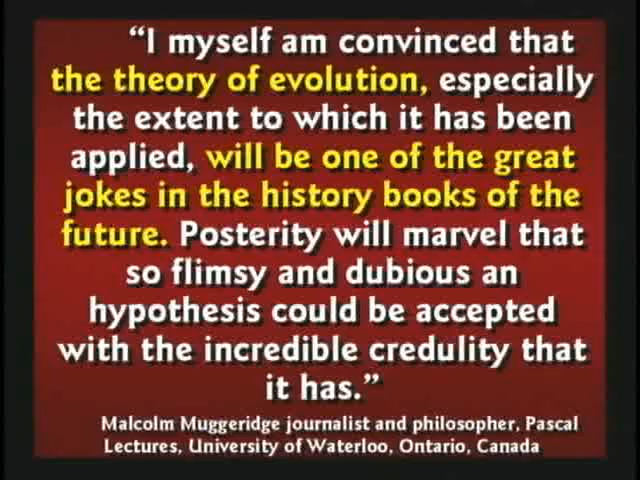 “I myself am convinced that
the theory of evolution, especially
the extent to which it has been
applied, will be one of the great
jokes in the history books of the
future. Posterity will marvel that
so flimsy and dubious an
hypothesis could be accepted
with the incredible credulity that
it has.”
Malcolm Muggeridge journalist and philosopher, Pascal
Lectures, University of Waterloo, Ontario, Canada